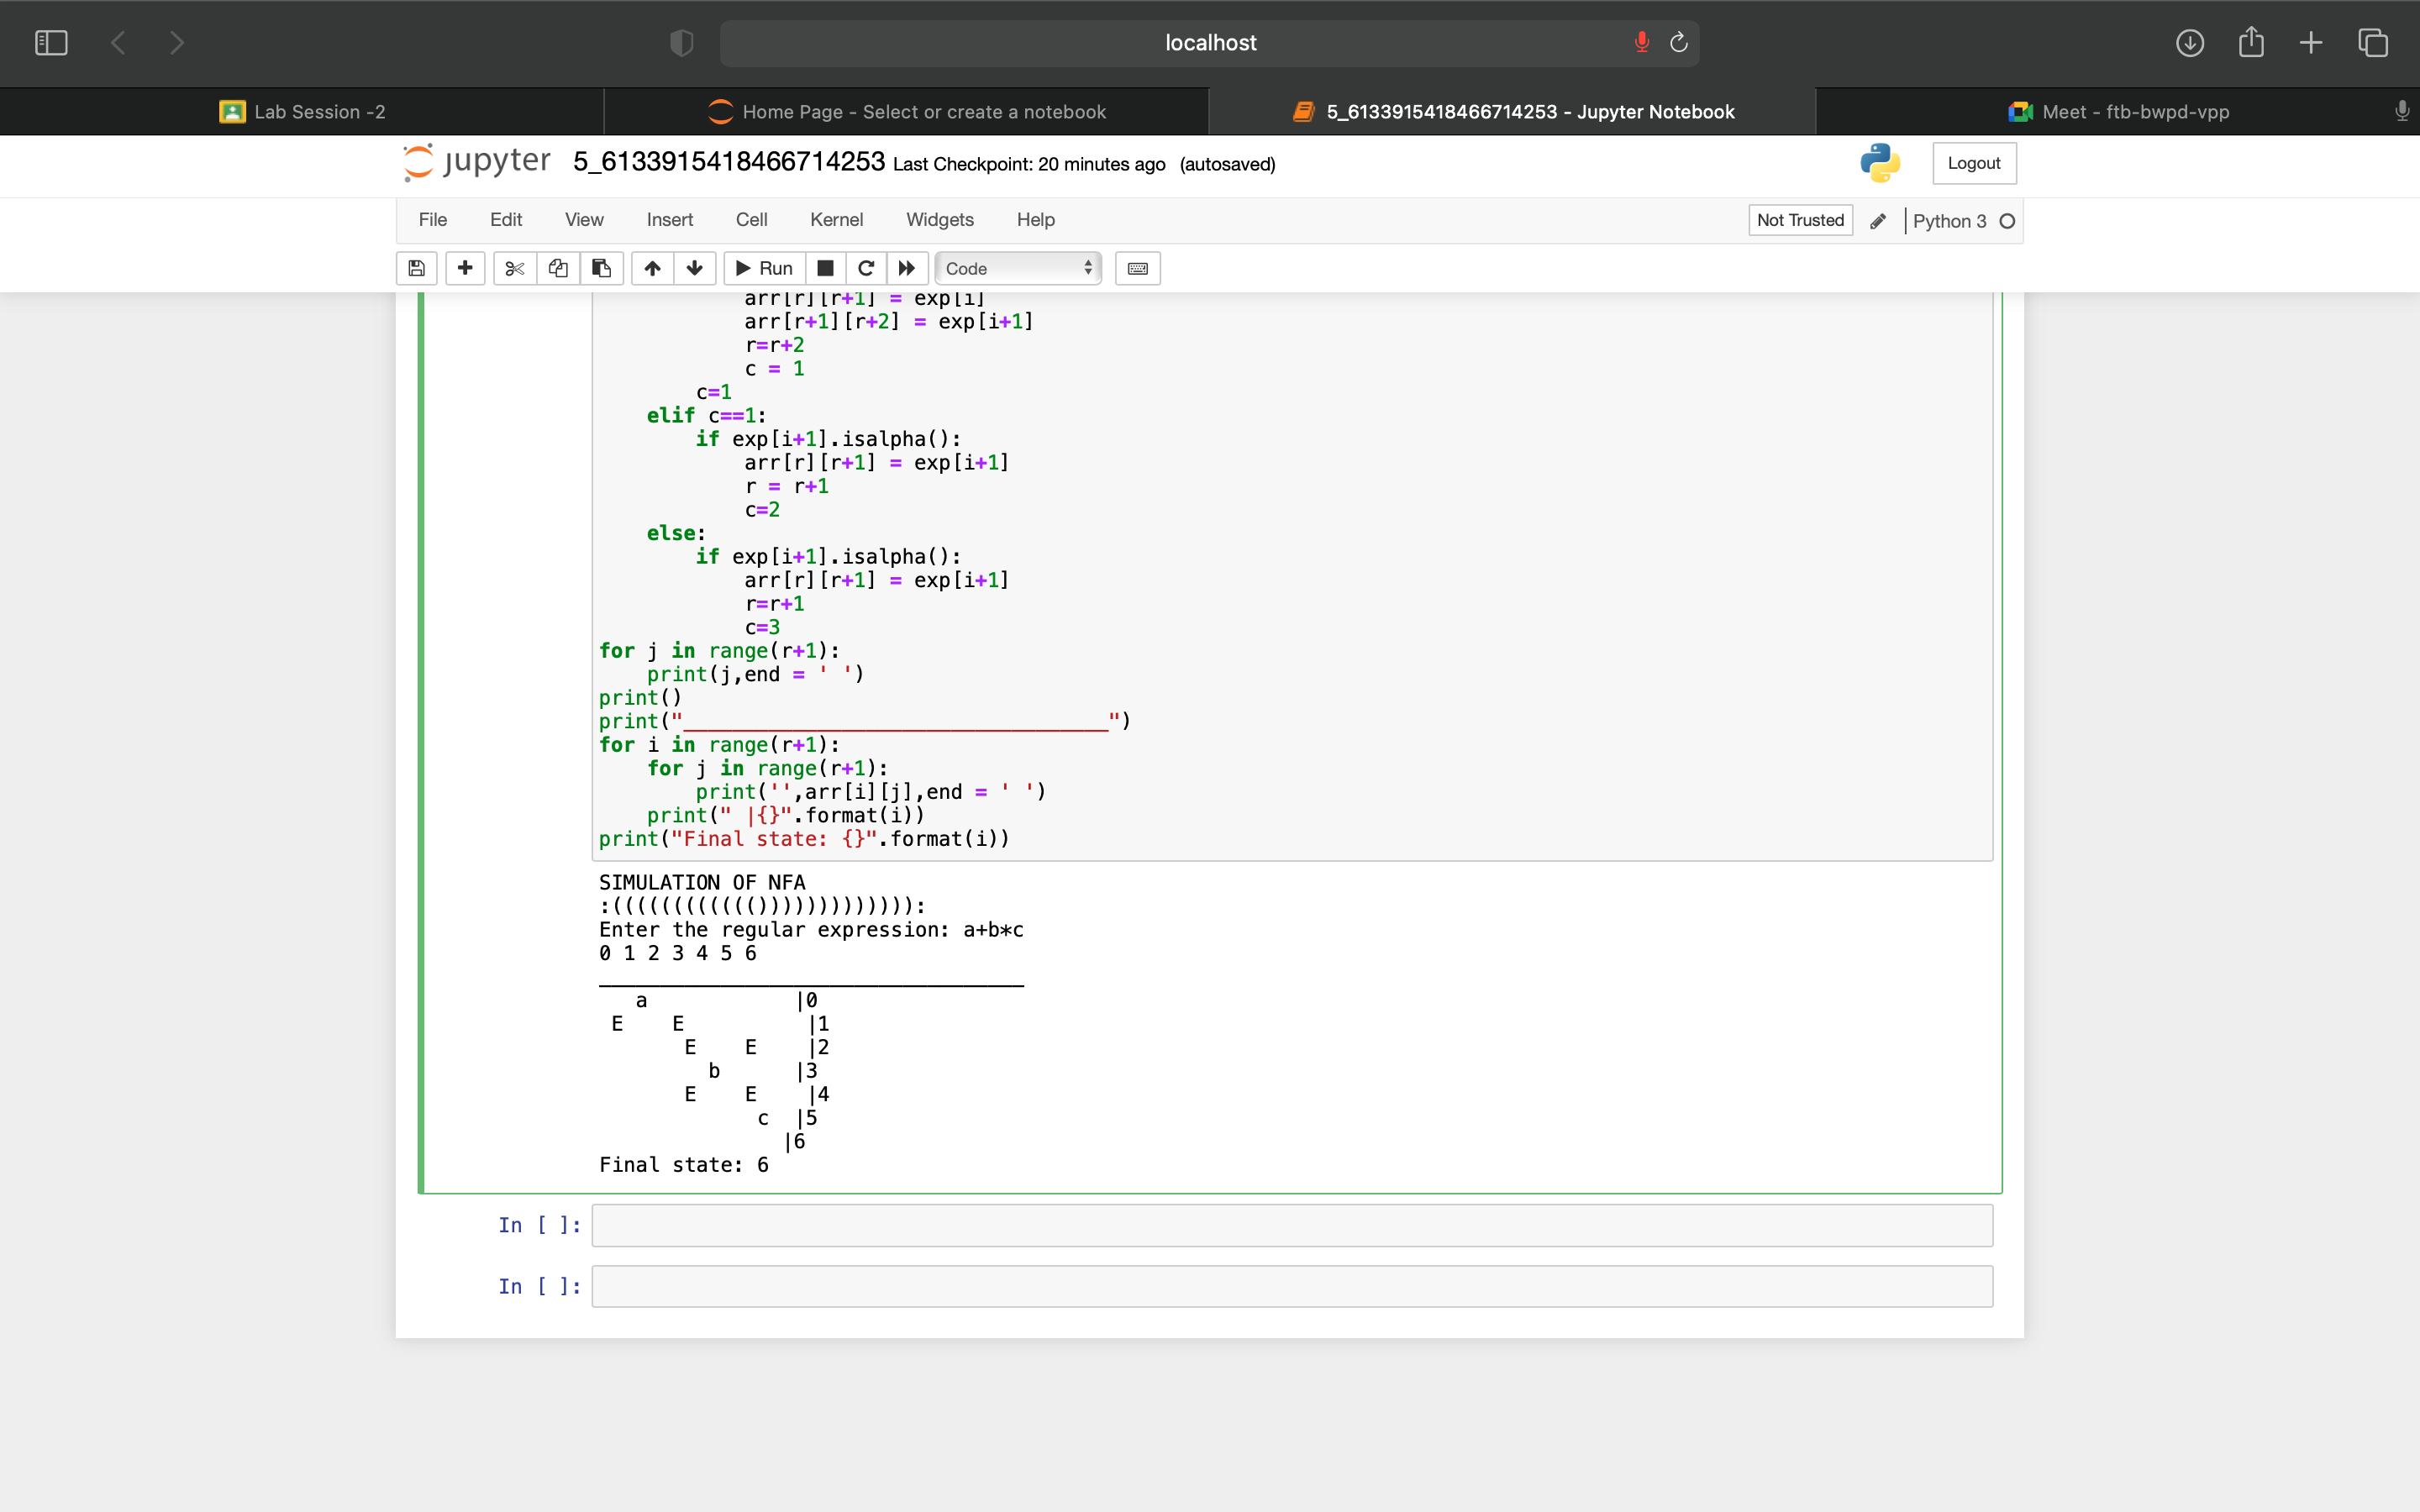 localhost
Lab Session -2
Home Page - Select or create a notebook
5_6133915418466714253 - Jupyter Notebook
Meet - ftb-bwpd-vpp
jupyter 5_6133915418466714253 Last Checkpoint: 20 minutes ago (autosaved)
Logout
File Edit View Insert Cell Kernel Widgets Help
Not Trusted
Python 3
Run
Code
            arr[r][r+1] = exp[i]
            arr[r+1][r+2] = exp[i+1]
            r=r+2
            c = 1
        c=1
    elif c==1:
        if exp[i+1].isalpha():
            arr[r][r+1] = exp[i+1]
            r = r+1
            c=2
    else:
        if exp[i+1].isalpha():
            arr[r][r+1] = exp[i+1]
            r=r+1
            c=3
for j in range(r+1):
    print(j,end = ' ')
print()
print("___________________________________")
for i in range(r+1):
    for j in range(r+1):
        print('',arr[i][j],end = ' ')
    print(" |{}".format(i))
print("Final state: {}".format(i))
SIMULATION OF NFA
:(((((((((((())))))))))))):
Enter the regular expression: a+b*c
0 1 2 3 4 5 6
___________________________________
   a            |0
 E    E          |1
       E    E    |2
         b      |3
       E    E    |4
             c  |5
               |6
Final state: 6
In [ ]:
In [ ]: